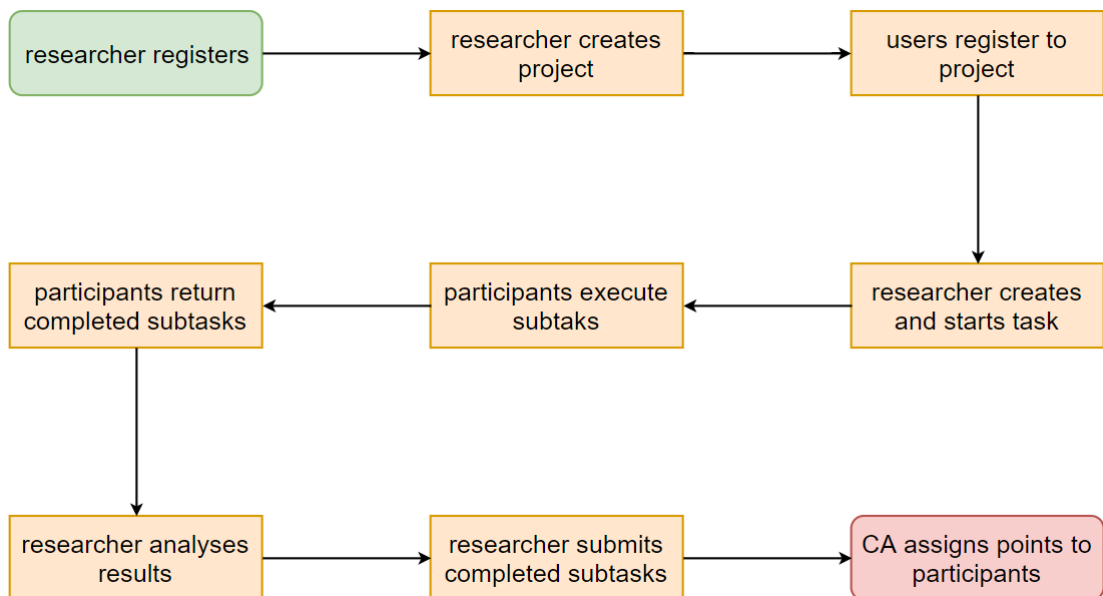 researcher registers
researcher creates
project
users register to
project
participants return
completed subtasks
participants execute
subtaks
researcher creates
and starts task
researcher analyses
results
researcher submits
completed subtasks
CA assigns points to
participants